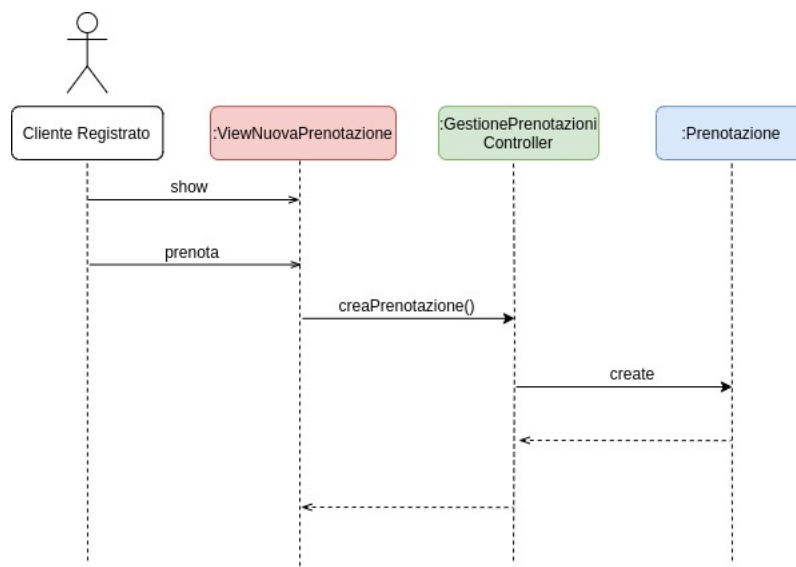 Cliente Registrato
:ViewNuovaPrenotazione
:GestionePrenotazioni
Controller
:Prenotazione
show
prenota
creaPrenotazione()
create